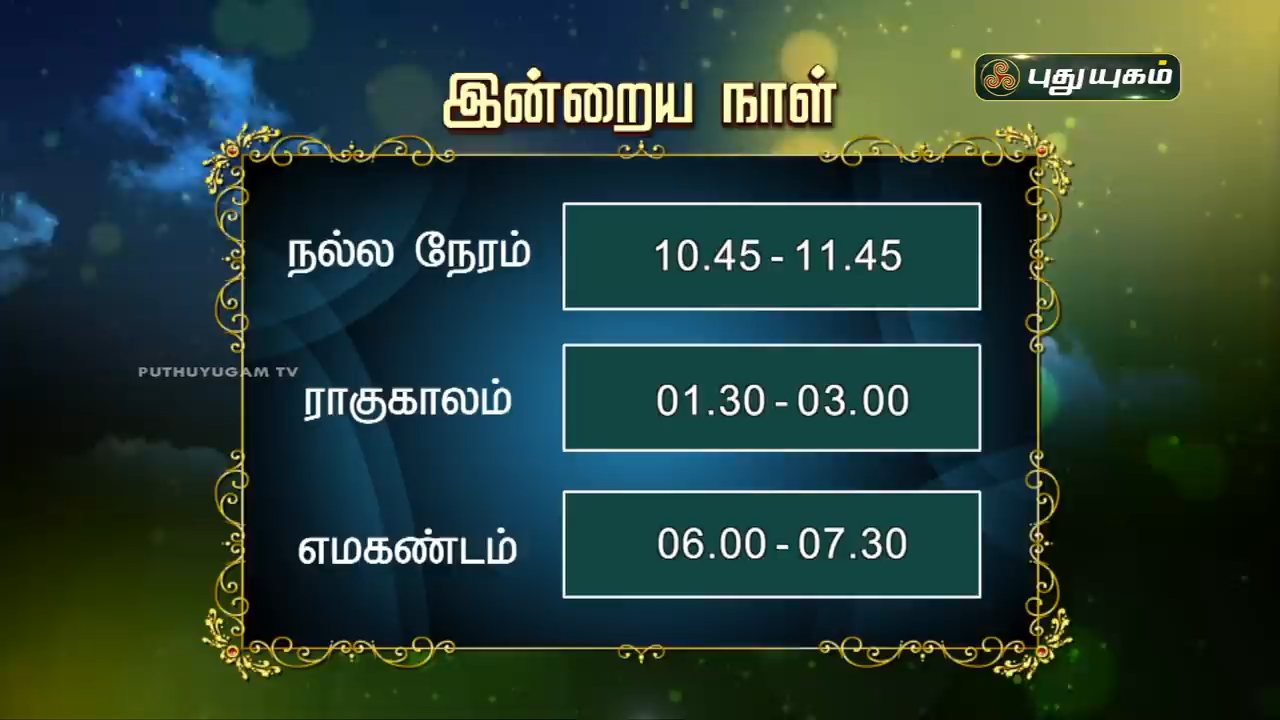 இன்றைய நாள்
புதுயுகம்
நல்ல நேரம் 10.45 - 11.45
PUTHUYUGAM TV
ராகுகாலம் 01.30 - 03.00
எமகண்டம் 06.00 - 07.30